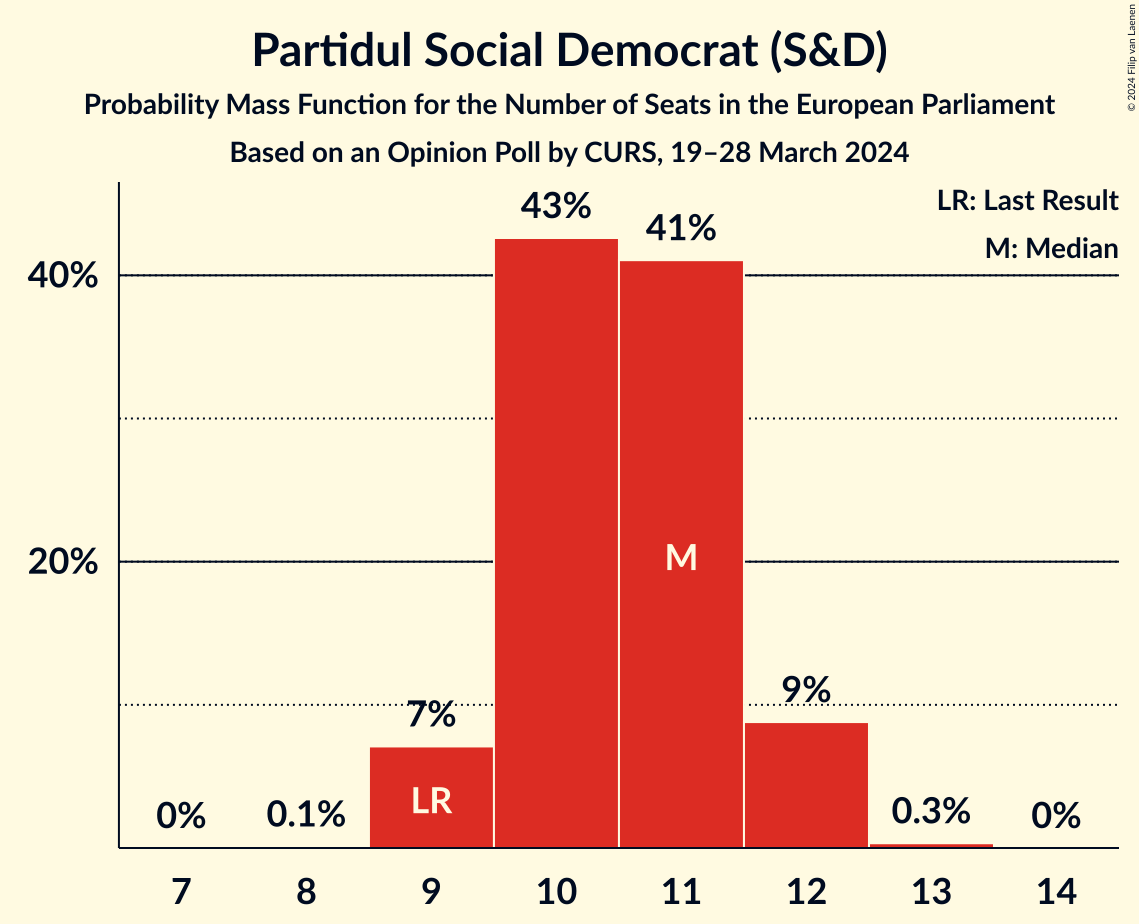 Partidul Social Democrat (S&D)
Probability Mass Function for the Number of Seats in the European Parliament
Based on an Opinion Poll by CURS, 19–28 March 2024
© 2024 Filip van Laenen
LR: Last Result
M: Median
43%
41%
40%
20%
M
9%
7%
LR
0%
0.1%
0.3%
0%
7 8 9 10 11 12 13 14